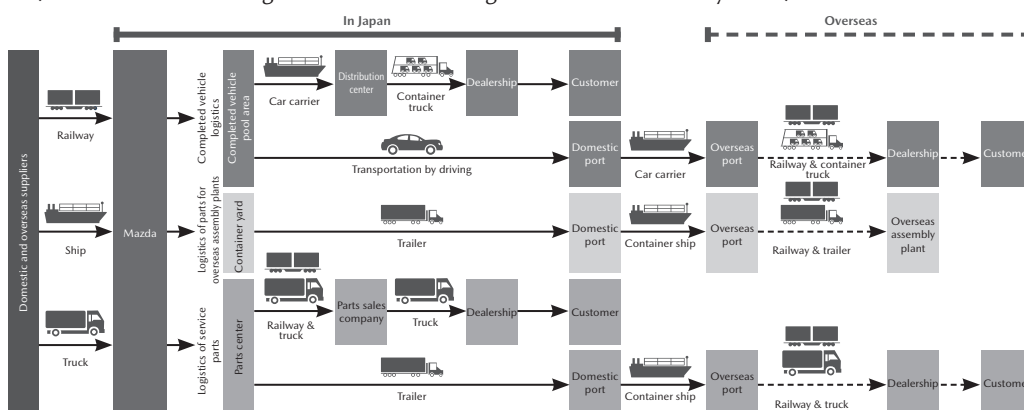 In Japan
Overseas
Domestic and overseas suppliers
Railway
Ship
Truck
Mazda
Completed vehicle
logistics
Completed vehicle
pool area
Car carrier
Distribution
center
Container
truck
Dealership
Customer
Transportation by driving
Domestic
port
Car carrier
Overseas
port
Railway & container
truck
Dealership
Custome
Logistics of parts for
overseas assembly plants
Container yard
Trailer
Domestic
port
Container ship
Overseas
port
Railway & trailer
Overseas
assembly
plant
Logistics of service
parts
Parts center
Railway &
truck
Parts sales
company
Truck
Dealership
Customer
Trailer
Domestic
port
Container ship
Overseas
port
Railway & truck
Dealership
Custome